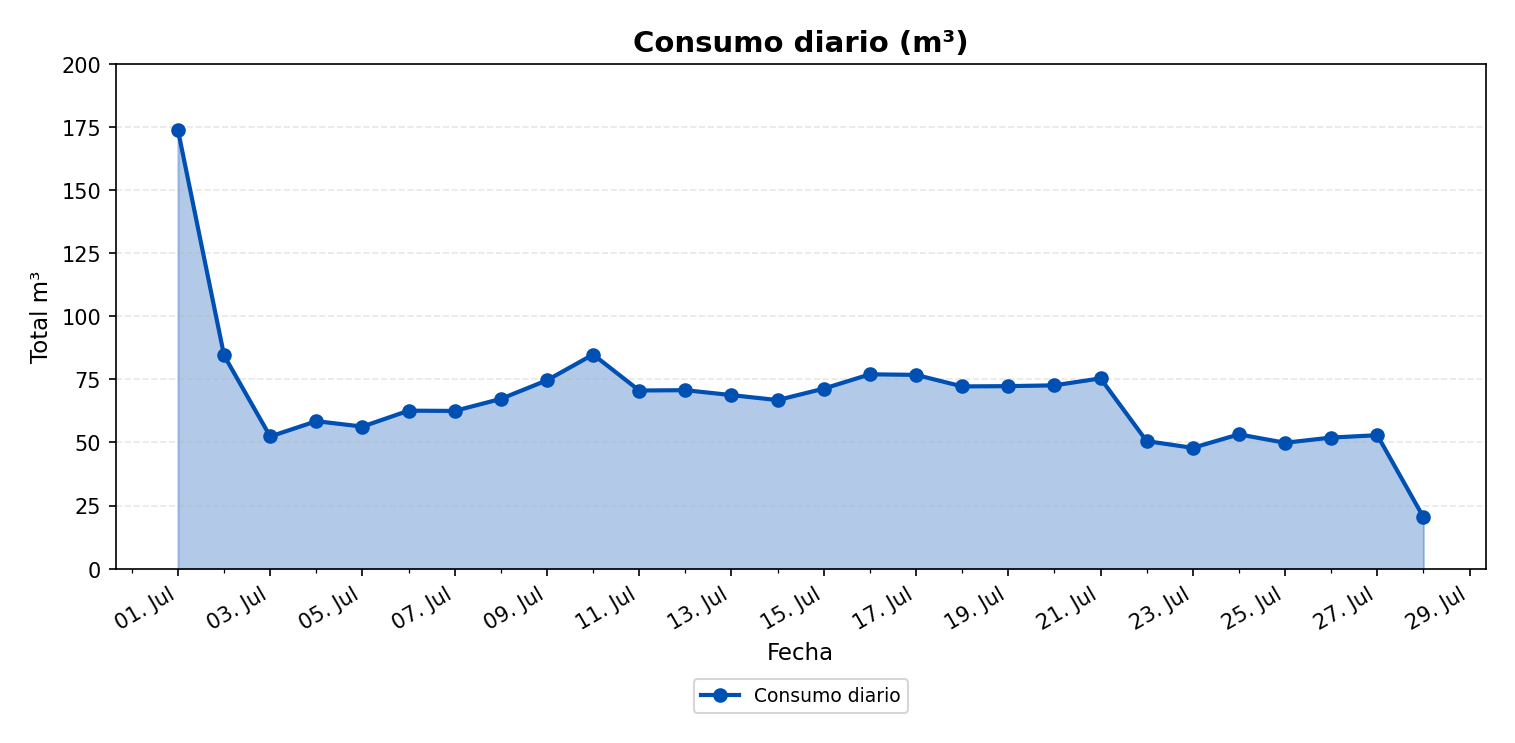 Consumo diario (m³)
200
175
150
125
100
75
50
25
0
Total m³
01. Jul
03. Jul
05. Jul
07. Jul
09. Jul
11. Jul
13. Jul
15. Jul
17. Jul
19. Jul
21. Jul
23. Jul
25. Jul
27. Jul
29. Jul
Fecha
Consumo diario